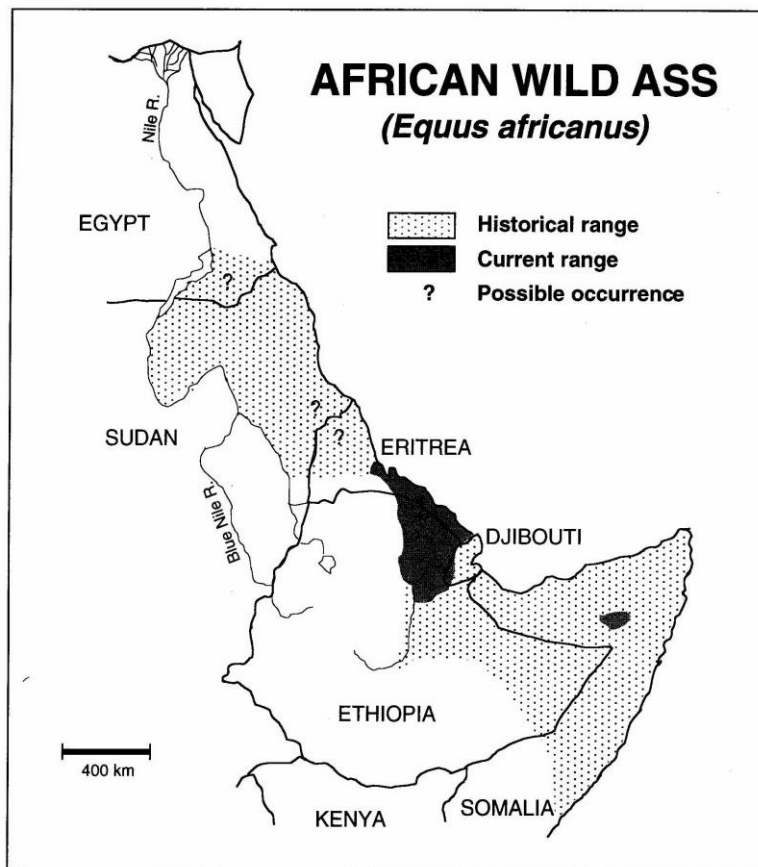 AFRICAN WILD ASS
(Equus africanus)
Nile R.
EGYPT
Historical range
Current range
? Possible occurrence
?
?
?
SUDAN
ERITREA
Blue Nile R.
DJIBOUTI
ETHIOPIA
400 km
KENYA
SOMALIA